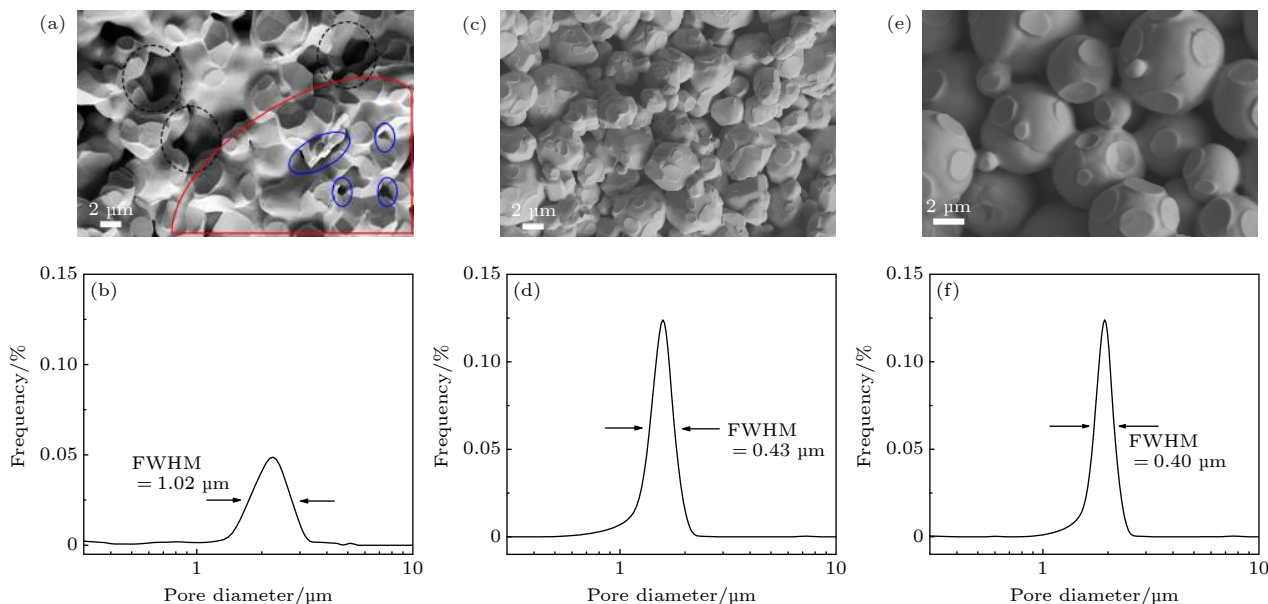 (a)
2 μm
(c)
2 μm
(e)
2 μm
(b)
0.15
0.10
0.05
0
Frequency/%
FWHM
= 1.02 μm
1
10
Pore diameter/μm
(d)
0.15
0.10
0.05
0
Frequency/%
FWHM
= 0.43 μm
1
10
Pore diameter/μm
(f)
0.15
0.10
0.05
0
Frequency/%
FWHM
= 0.40 μm
1
10
Pore diameter/μm